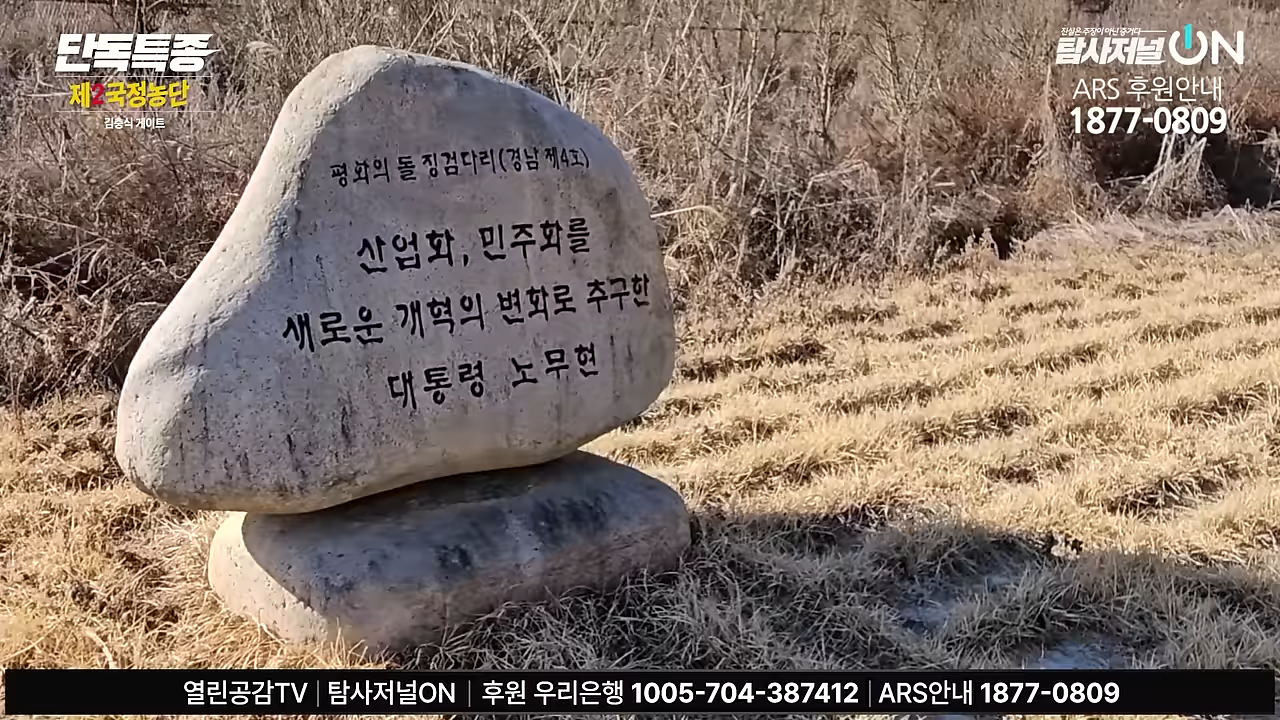 단독특종
제2국정농단
김충식 게이트
진실은 주장이 아닌 증거다
탐사저널ON
ARS 후원안내
1877-0809
평화의 돌 징검다리(경남 제4호)
산업화, 민주화를
새로운 개혁의 변화로 추구한
대통령 노무현
열린공감TV | 탐사저널ON | 후원 우리은행 1005-704-387412 | ARS안내 1877-0809